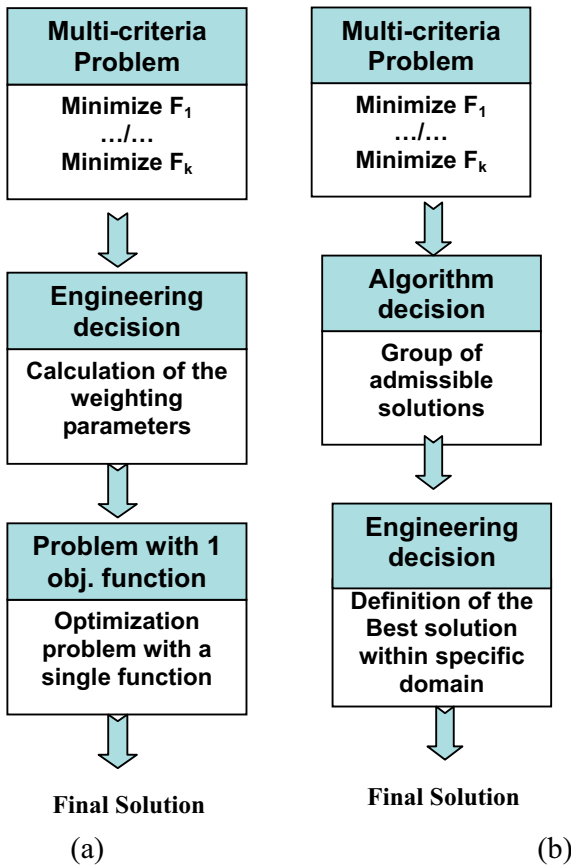 Multi-criteria
Problem
Minimize F1
…/…
Minimize Fk
Engineering
decision
Calculation of the
weighting
parameters
Problem with 1
obj. function
Optimization
problem with a
single function
Final Solution
(a)
Multi-criteria
Problem
Minimize F1
…/…
Minimize Fk
Algorithm
decision
Group of
admissible
solutions
Engineering
decision
Definition of the
Best solution
within specific
domain
Final Solution
(b)